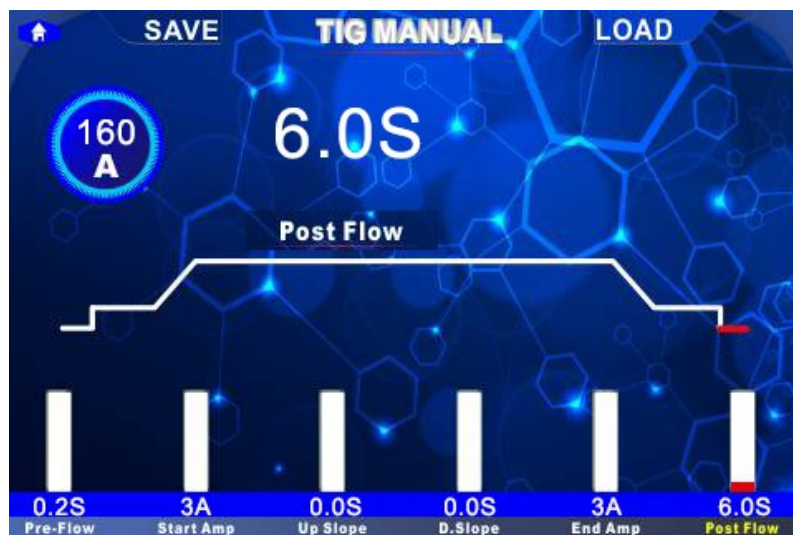 SAVE TIG MANUAL LOAD
160
A
6.0S
Post Flow
0.2S 3A 0.0S 0.0S 3A 6.0S
Pre-Flow Start Amp Up Slope D.Slope End Amp Post Flow